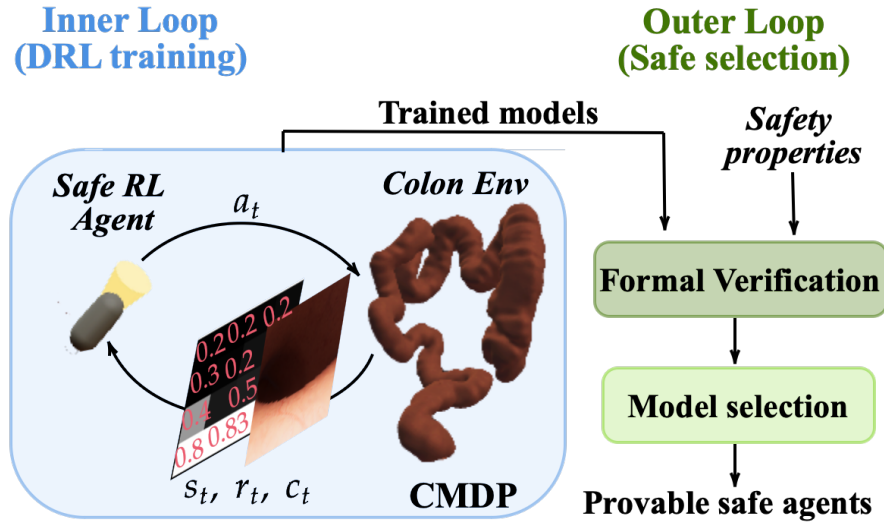 Inner Loop
(DRL training)
Outer Loop
(Safe selection)
Trained models
Safety
properties
Safe RL
Agent
a_t
Colon Env
0.2 0.2 0.2
0.3 0.2
0.4 0.5
0.8 0.83
s_t, r_t, c_t
CMDP
Formal Verification
Model selection
Provable safe agents